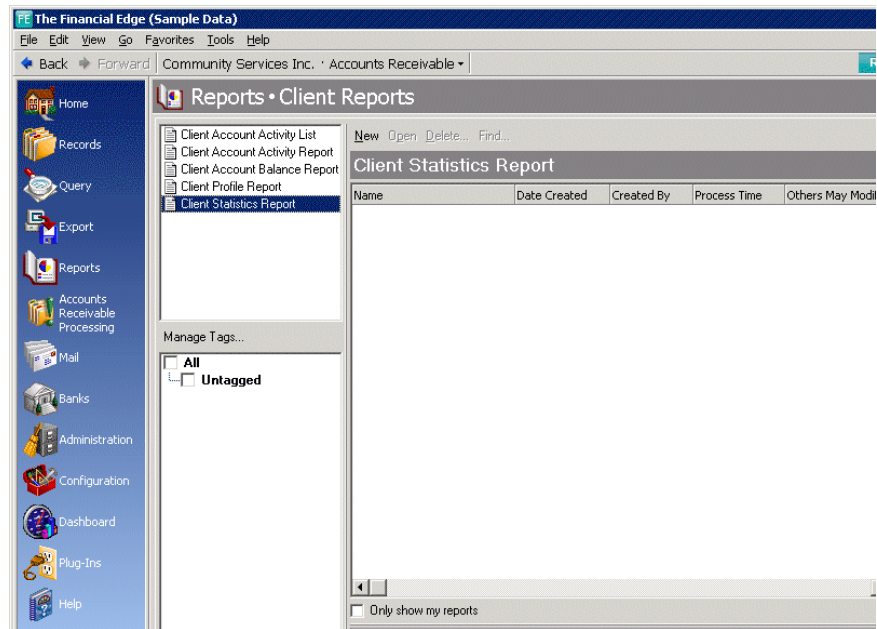 The Financial Edge (Sample Data)
File Edit View Go Favorites Tools Help
Back Forward Community Services Inc. · Accounts Receivable
Home
Records
Query
Export
Reports
Accounts
Receivable
Processing
Mail
Banks
Administration
Configuration
Dashboard
Plug-Ins
Help
Reports • Client Reports
Client Account Activity List
Client Account Activity Report
Client Account Balance Report
Client Profile Report
Client Statistics Report
Manage Tags...
All
Untagged
New Open Delete... Find...
Client Statistics Report
Name Date Created Created By Process Time Others May Modif
Only show my reports